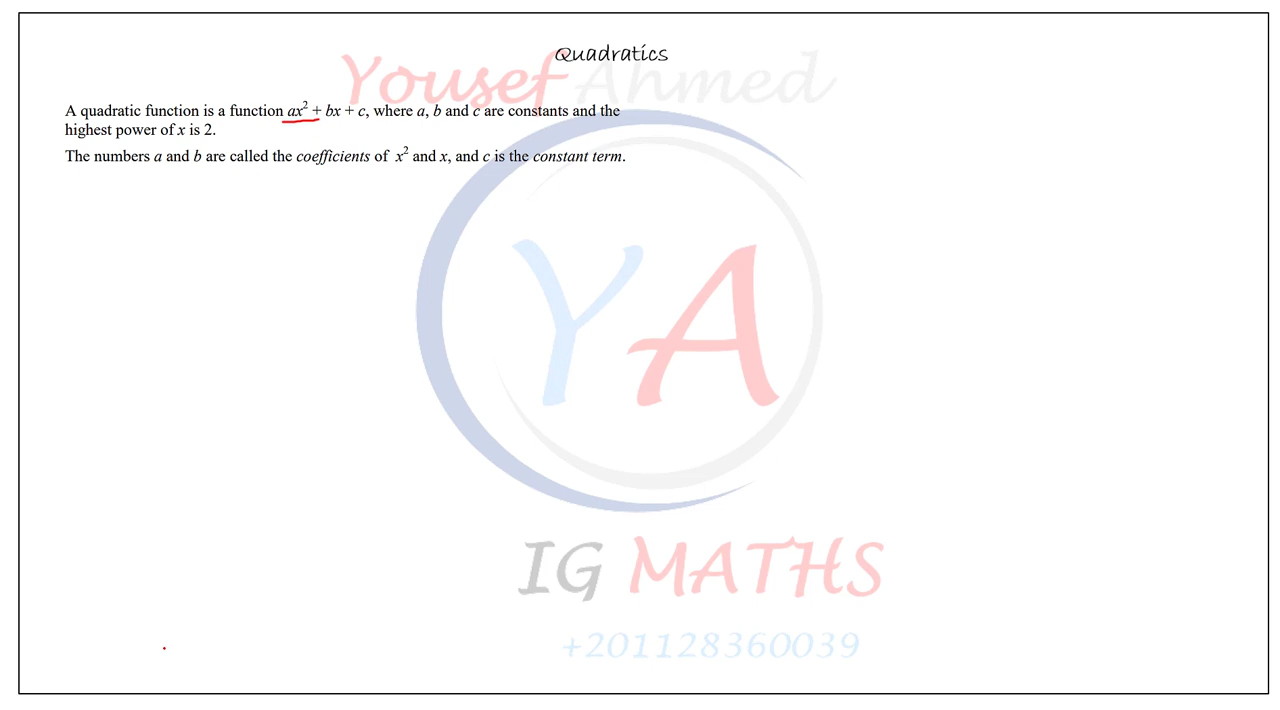 Quadratics
Yousef Ahmed
A quadratic function is a function ax² + bx + c, where a, b and c are constants and the
highest power of x is 2.
The numbers a and b are called the coefficients of x² and x, and c is the constant term.
YA
IG MATHS
+201128360039